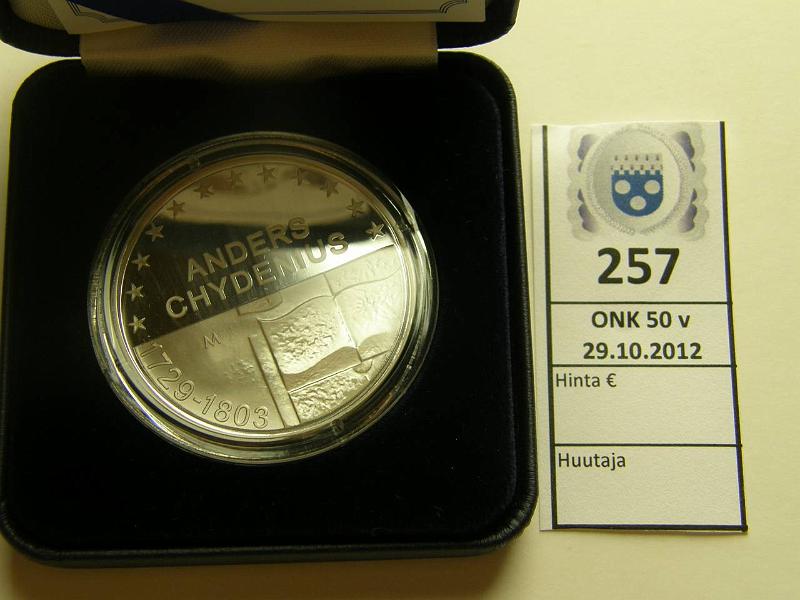 ANDERS
CHYDENIUS
M
1729-1803
257
ONK 50 v
29.10.2012
Hinta €
Huutaja